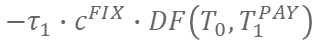 −τ₁ · c^{FIX} · DF(T₀, T₁^{PAY})